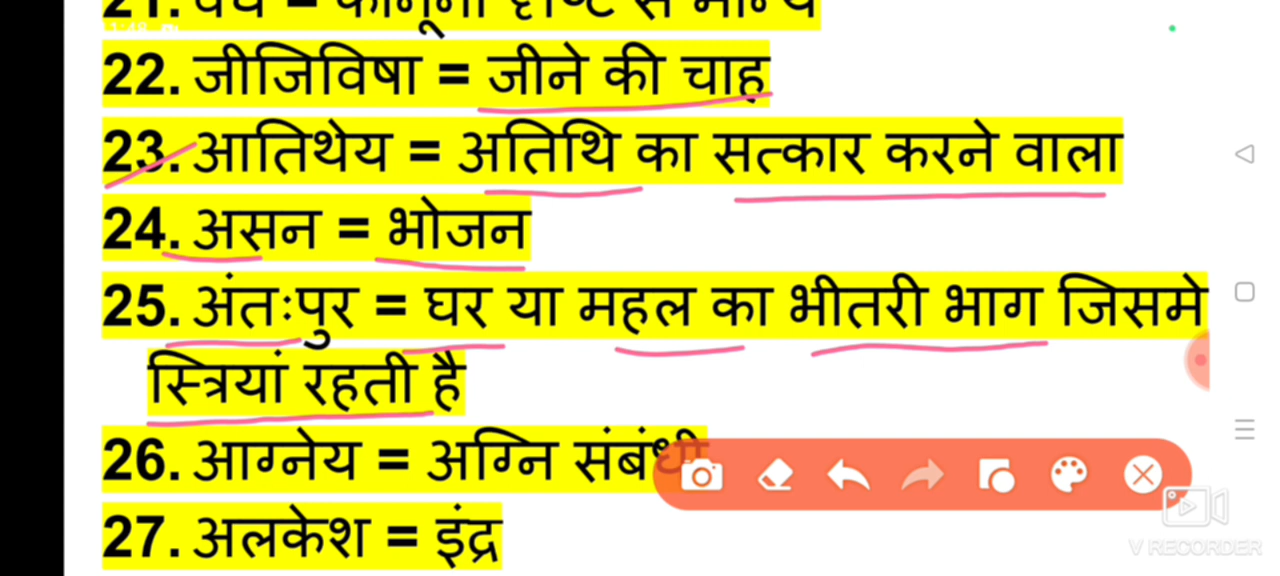 22. जीजिविषा = जीने की चाह
23. आतिथेय = अतिथि का सत्कार करने वाला
24. असन = भोजन
25. अंतःपुर = घर या महल का भीतरी भाग जिसमे
स्त्रियां रहती है
26. आग्नेय = अग्नि संबंधी
27. अलकेश = इंद्र
V RECORDER